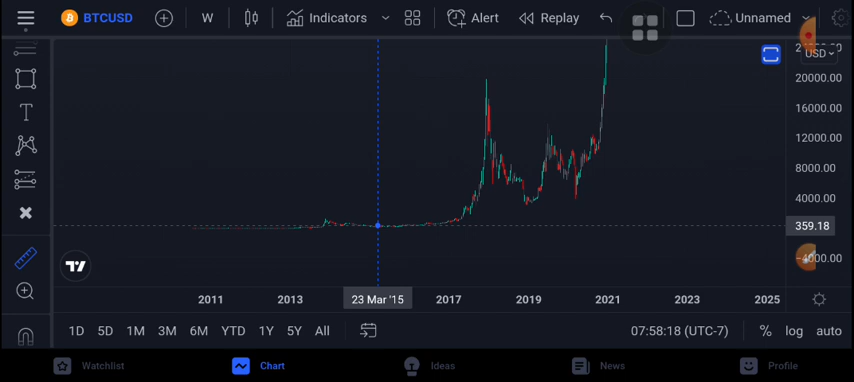 BTCUSD W Indicators Alert Replay Unnamed
USD
20000.00
16000.00
12000.00
8000.00
4000.00
359.18
−4000.00
2011 2013 23 Mar '15 2017 2019 2021 2023 2025
1D 5D 1M 3M 6M YTD 1Y 5Y All 07:58:18 (UTC-7) % log auto
Watchlist Chart Ideas News Profile